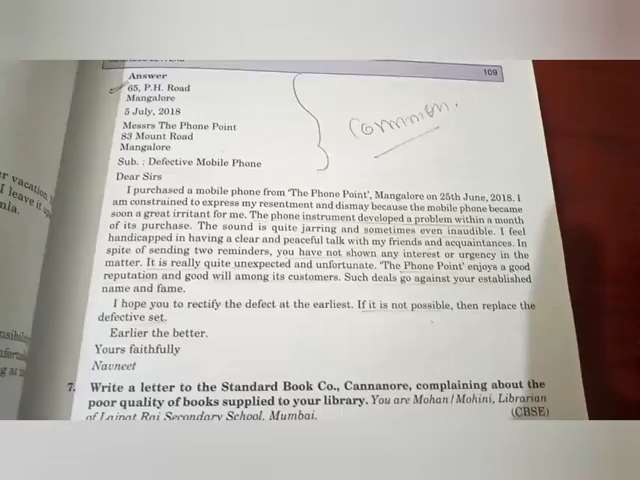 109
Answer
65, P.H. Road
Mangalore
5 July, 2018
Messrs The Phone Point
83 Mount Road
Mangalore
Sub. : Defective Mobile Phone
Common.
Dear Sirs
I purchased a mobile phone from 'The Phone Point', Mangalore on 25th June, 2018. I
am constrained to express my resentment and dismay because the mobile phone became
soon a great irritant for me. The phone instrument developed a problem within a month
of its purchase. The sound is quite jarring and sometimes even inaudible. I feel
handicapped in having a clear and peaceful talk with my friends and acquaintances. In
spite of sending two reminders, you have not shown any interest or urgency in the
matter. It is really quite unexpected and unfortunate. 'The Phone Point' enjoys a good
reputation and good will among its customers. Such deals go against your established
name and fame.
I hope you to rectify the defect at the earliest. If it is not possible, then replace the
defective set.
Earlier the better.
Yours faithfully
Navneet
7. Write a letter to the Standard Book Co., Cannanore, complaining about the
poor quality of books supplied to your library. You are Mohan/Mohini, Librarian
of Lajpat Rai Secondary School, Mumbai. (CBSE)
er vacation
I leave it